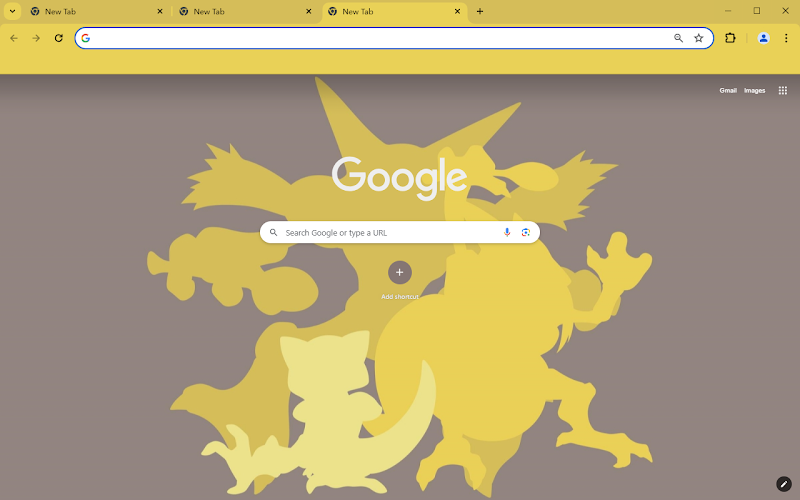 New Tab
New Tab
New Tab
Gmail Images
Google
Search Google or type a URL
Add shortcut